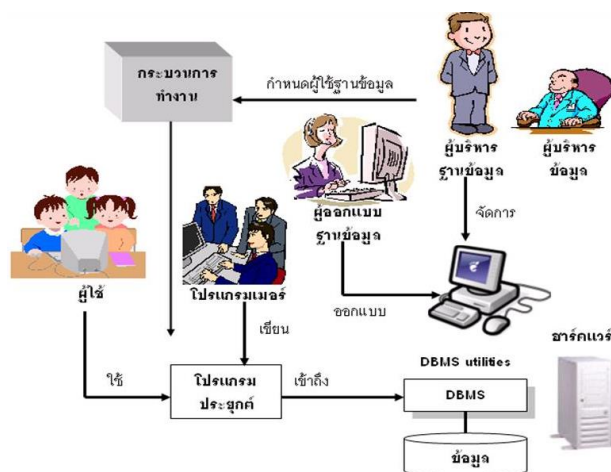 กระบวนการ
ทำงาน
กำหนดผู้ใช้ฐานข้อมูล
ผู้บริหาร
ฐานข้อมูล
ผู้บริหาร
ข้อมูล
ผู้ออกแบบ
ฐานข้อมูล
จัดการ
ผู้ใช้
โปรแกรมเมอร์
ออกแบบ
เขียน
ฮาร์ดแวร์
ใช้
โปรแกรม
ประยุกต์
เข้าถึง
DBMS utilities
DBMS
ข้อมูล